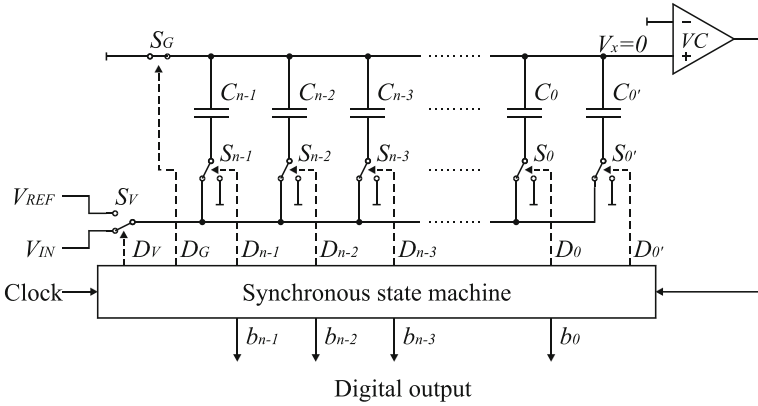 S_G V_x=0 − VC +
C_{n-1} C_{n-2} C_{n-3} C_0 C_{0'}
S_{n-1} S_{n-2} S_{n-3} S_0 S_{0'}
V_{REF} S_V
V_{IN} D_V D_G D_{n-1} D_{n-2} D_{n-3} D_0 D_{0'}
Clock Synchronous state machine
b_{n-1} b_{n-2} b_{n-3} b_0
Digital output